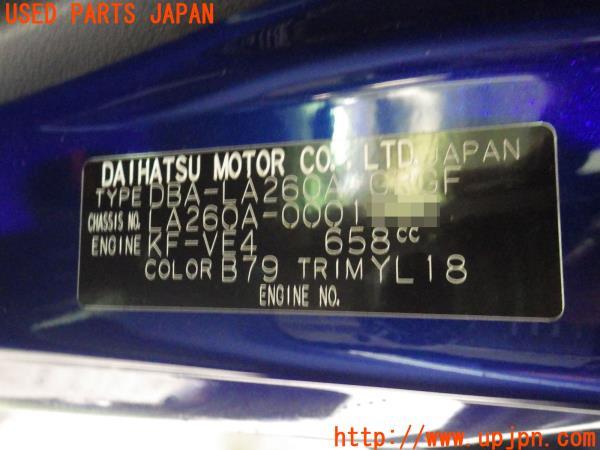 USED PARTS JAPAN
DAIHATSU MOTOR CO., LTD. JAPAN
TYPE DBA-LA260A-GKGF
CHASSIS NO. LA260A-0001
ENGINE KF-VE4 658cc
COLOR B79 TRIM YL18
ENGINE NO.
http://www.upjpn.com/